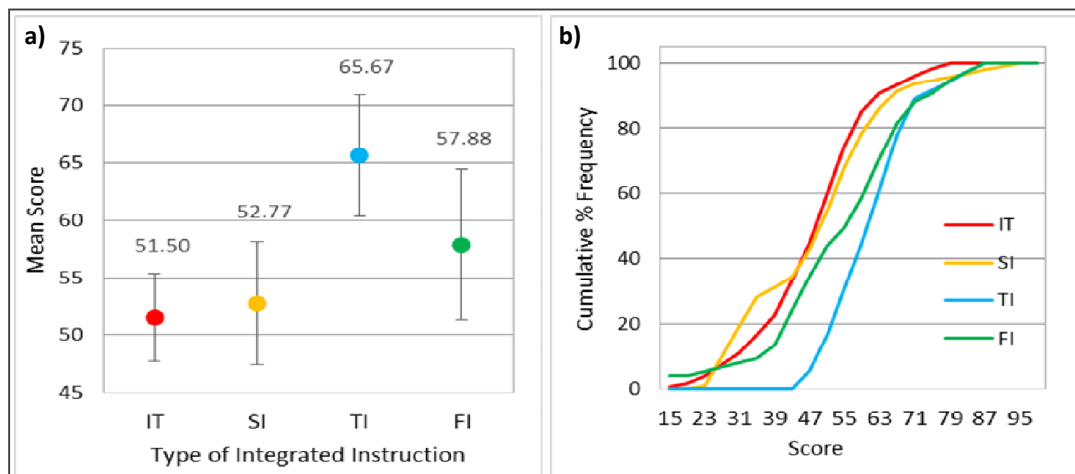 a)
75
70
65
60
55
50
45
Mean Score
51.50
52.77
65.67
57.88
IT
SI
TI
FI
Type of Integrated Instruction
b)
100
80
60
40
20
0
Cumulative % Frequency
IT
SI
TI
FI
15 23 31 39 47 55 63 71 79 87 95
Score